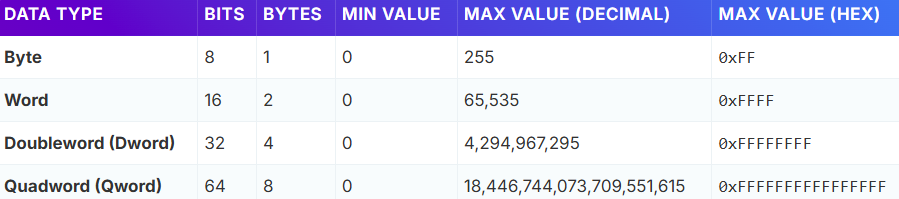 DATA TYPE BITS BYTES MIN VALUE MAX VALUE (DECIMAL) MAX VALUE (HEX)
Byte 8 1 0 255 0xFF
Word 16 2 0 65,535 0xFFFF
Doubleword (Dword) 32 4 0 4,294,967,295 0xFFFFFFFF
Quadword (Qword) 64 8 0 18,446,744,073,709,551,615 0xFFFFFFFFFFFFFFFF